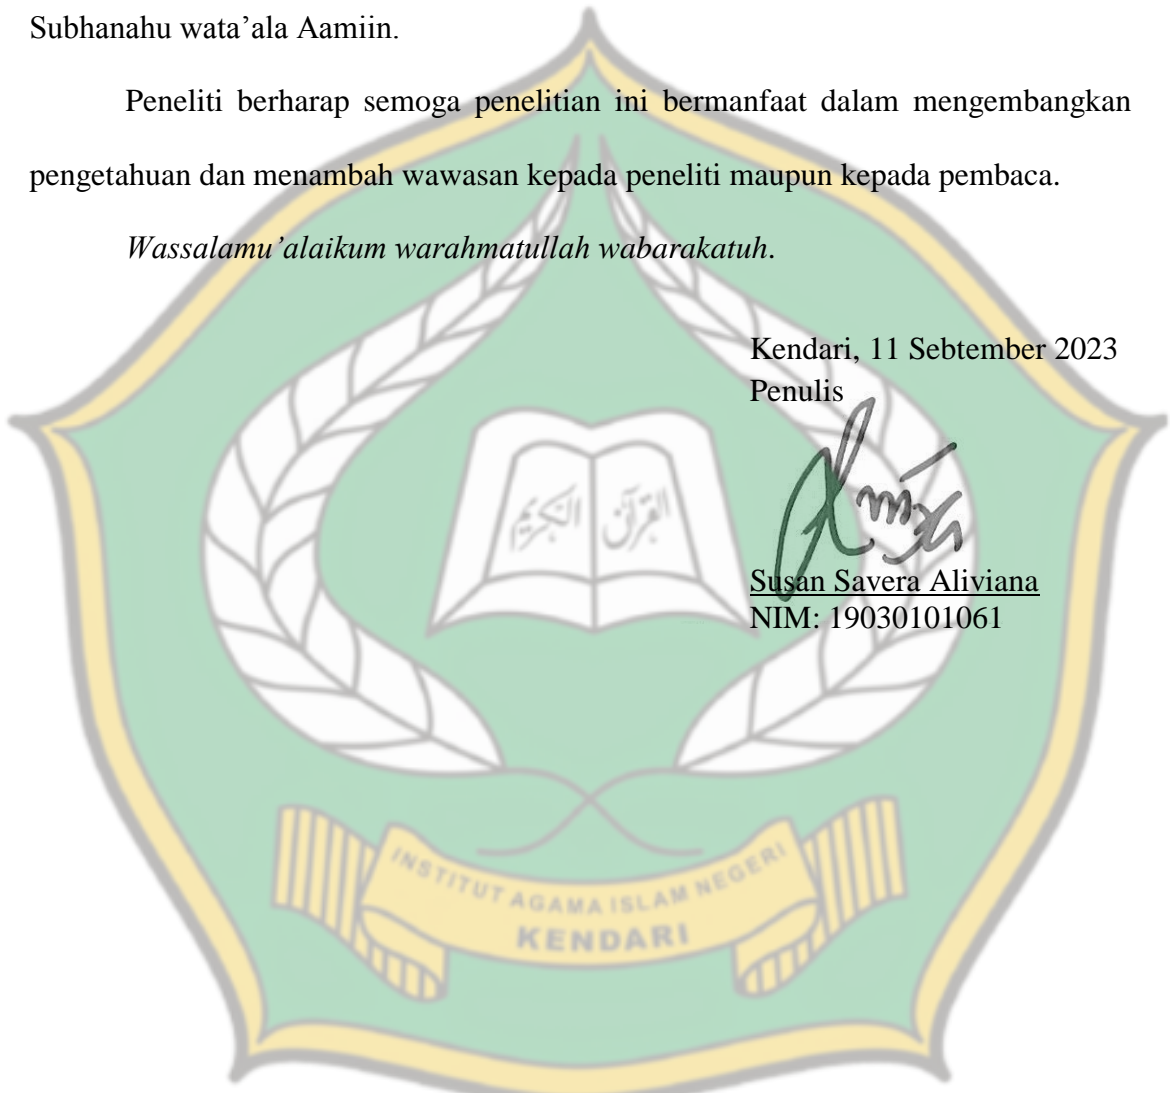 Subhanahu wata’ala Aamiin.
Peneliti berharap semoga penelitian ini bermanfaat dalam mengembangkan
pengetahuan dan menambah wawasan kepada peneliti maupun kepada pembaca.
Wassalamu’alaikum warahmatullah wabarakatuh.
Kendari, 11 Sebtember 2023
Penulis
القرآن الكريم
Susan Savera Aliviana
NIM: 19030101061
INSTITUT AGAMA ISLAM NEGERI
KENDARI